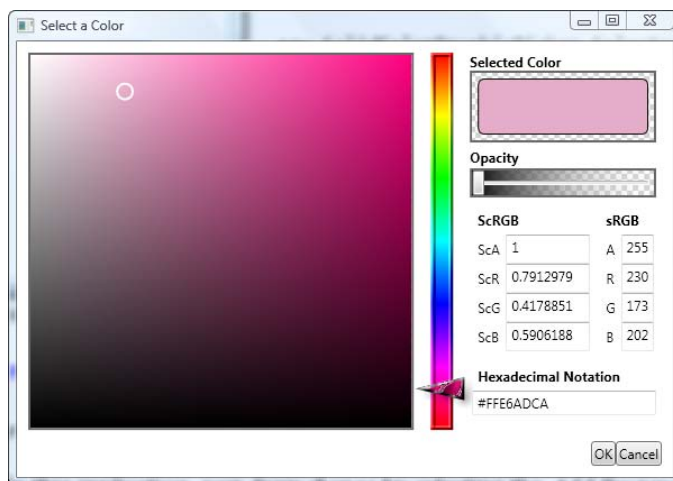 Select a Color
Selected Color
Opacity
ScRGB sRGB
ScA 1 A 255
ScR 0.7912979 R 230
ScG 0.4178851 G 173
ScB 0.5906188 B 202
Hexadecimal Notation
#FFE6ADCA
OK Cancel